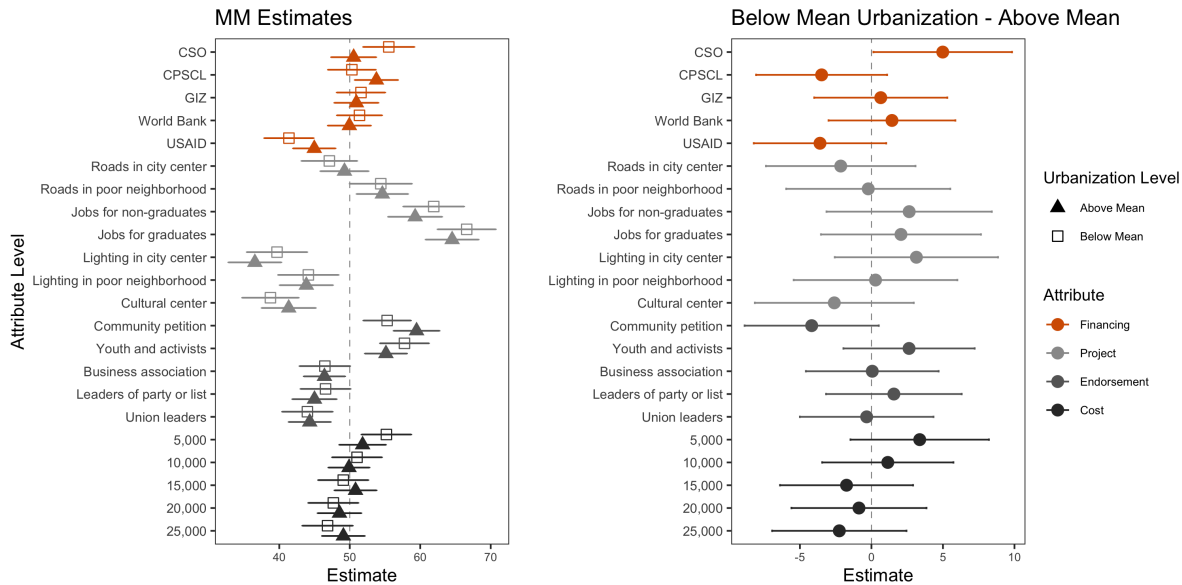 MM Estimates
Below Mean Urbanization - Above Mean
Attribute Level
CSO
CPSCL
GIZ
World Bank
USAID
Roads in city center
Roads in poor neighborhood
Jobs for non-graduates
Jobs for graduates
Lighting in city center
Lighting in poor neighborhood
Cultural center
Community petition
Youth and activists
Business association
Leaders of party or list
Union leaders
5,000
10,000
15,000
20,000
25,000
40 50 60 70
Estimate
CSO
CPSCL
GIZ
World Bank
USAID
Roads in city center
Roads in poor neighborhood
Jobs for non-graduates
Jobs for graduates
Lighting in city center
Lighting in poor neighborhood
Cultural center
Community petition
Youth and activists
Business association
Leaders of party or list
Union leaders
5,000
10,000
15,000
20,000
25,000
-5 0 5 10
Estimate
Urbanization Level
Above Mean
Below Mean
Attribute
Financing
Project
Endorsement
Cost